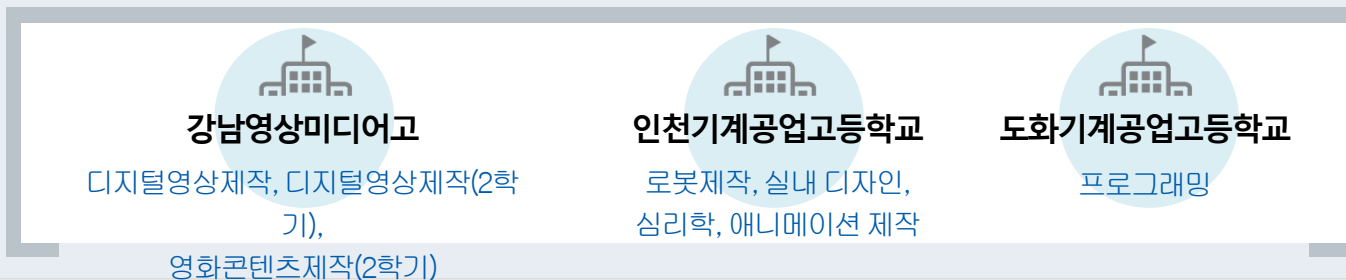 강남영상미디어고
디지털영상제작, 디지털영상제작(2학
기),
영화콘텐츠제작(2학기)
인천기계공업고등학교
로봇제작, 실내 디자인,
심리학, 애니메이션 제작
도화기계공업고등학교
프로그래밍